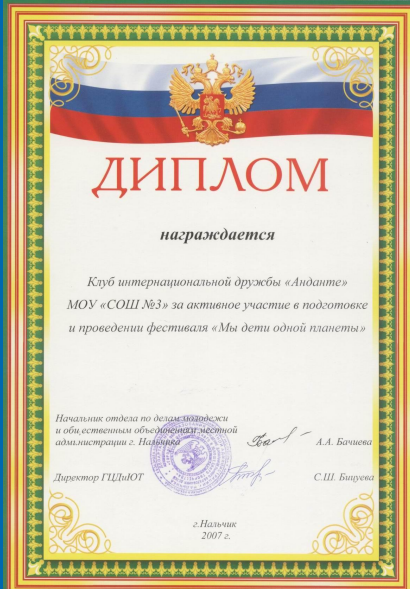 ДИПЛОМ
награждается
Клуб интернациональной дружбы «Анданте»
МОУ «СОШ №3» за активное участие в подготовке
и проведении фестиваля «Мы дети одной планеты»
Начальник отдела по делам молодежи
и общественным объединениям местной
администрации г. Нальчика
А.А. Бачиева
Директор ГЦДиЮТ
С.Ш. Бицуева
г.Нальчик
2007 г.